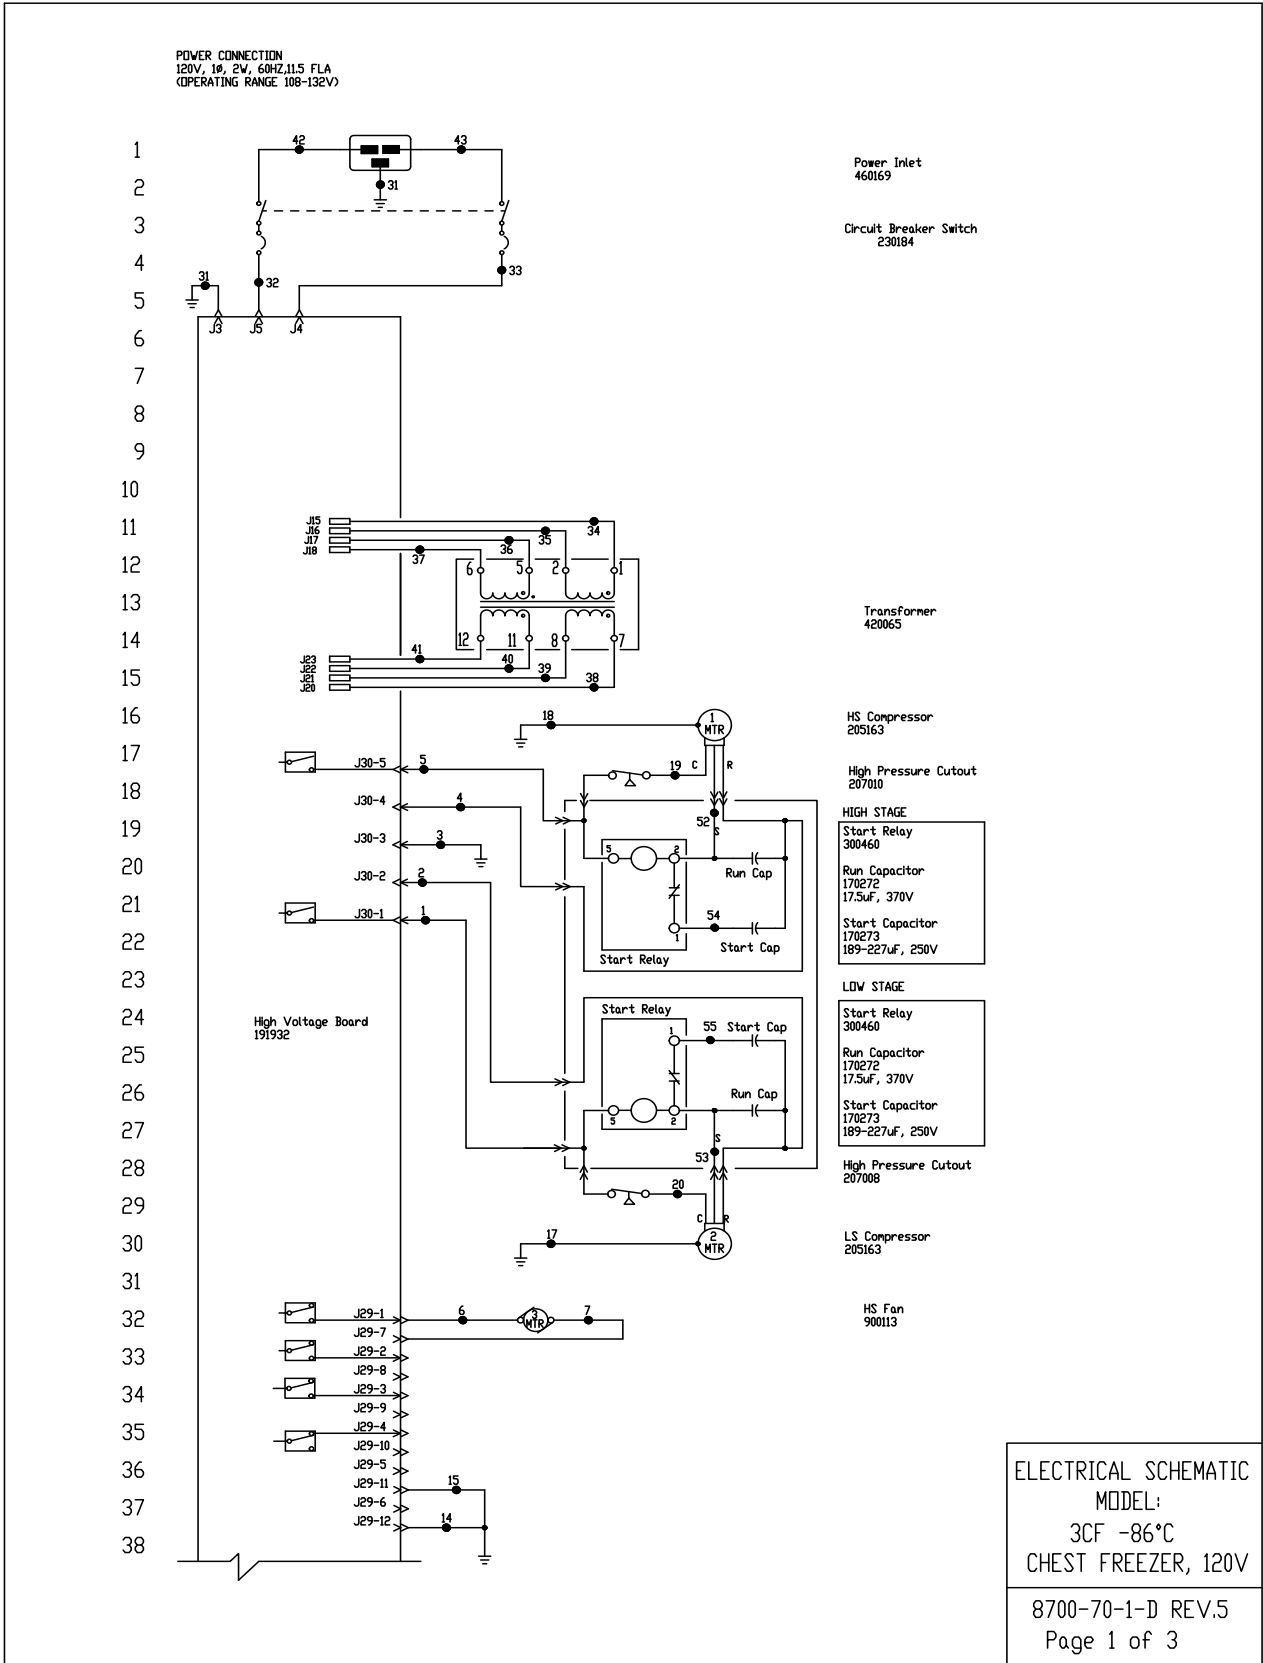 POWER CONNECTION
120V, 1ø, 2W, 60HZ,11.5 FLA
(OPERATING RANGE 108-132V)
1
42
43
Power Inlet
460169
2
31
3
Circuit Breaker Switch
230184
4
33
31
32
5
J3
J5
J4
6
7
8
9
10
11
J15
J16
J17
J18
34
35
36
37
12
6
5
2
1
13
Transformer
420065
14
12
11
8
7
41
40
39
38
15
J23
J22
J21
J20
16
18
1
MTR
HS Compressor
205163
17
J30-5
5
19
C
R
High Pressure Cutout
207010
18
J30-4
4
HIGH STAGE
19
52
S
Start Relay
300460
J30-3
3
5
2
20
Run Cap
Run Capacitor
170272
17.5uF, 370V
J30-2
2
21
J30-1
1
54
Start Capacitor
170273
189-227uF, 250V
22
1
Start Cap
Start Relay
23
LOW STAGE
24
High Voltage Board
191932
Start Relay
1
55
Start Cap
Start Relay
300460
25
Run Capacitor
170272
17.5uF, 370V
26
Run Cap
Start Capacitor
170273
189-227uF, 250V
5
2
27
S
53
28
High Pressure Cutout
207008
20
29
C
R
17
30
2
MTR
LS Compressor
205163
31
32
J29-1
6
3
MTR
7
HS Fan
900113
J29-7
33
J29-2
J29-8
34
J29-3
J29-9
35
J29-4
J29-10
36
J29-5
J29-11
15
37
J29-6
J29-12
14
38
ELECTRICAL SCHEMATIC
MODEL:
3CF -86°C
CHEST FREEZER, 120V
8700-70-1-D REV.5
Page 1 of 3